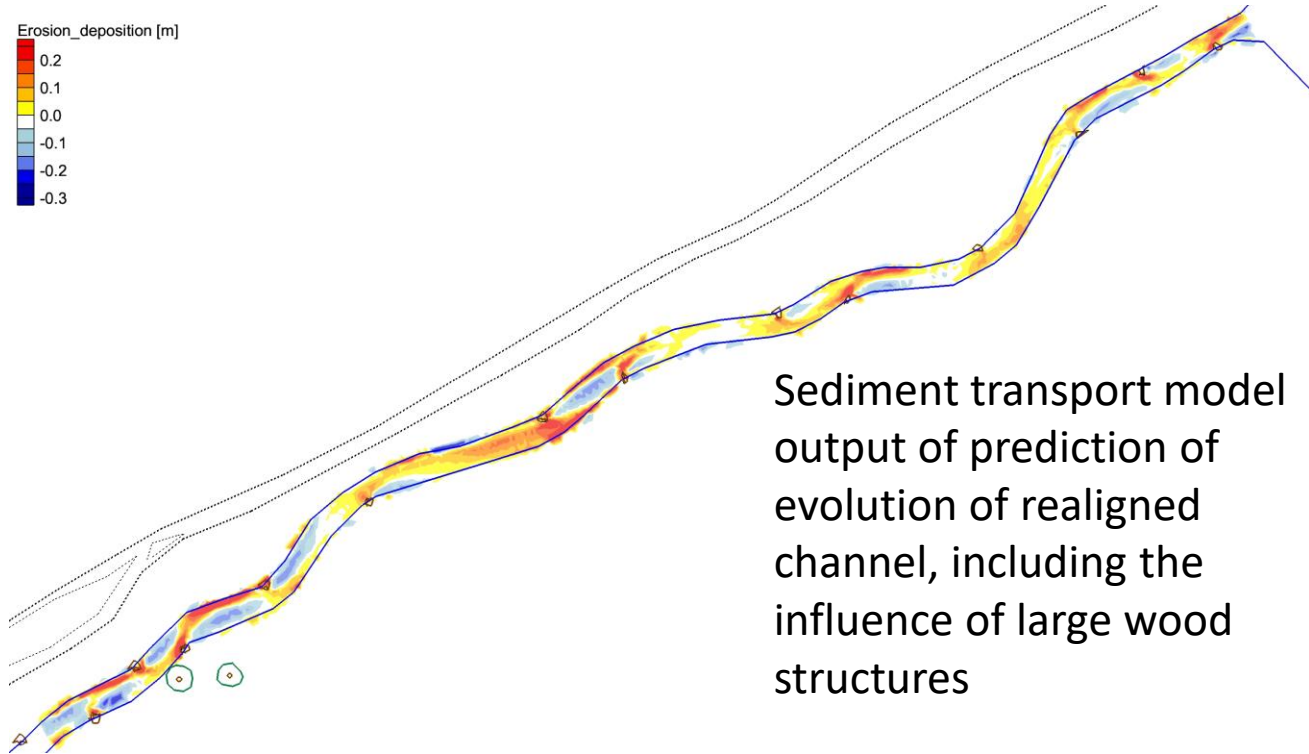 Erosion_deposition [m]
0.2
0.1
0.0
-0.1
-0.2
-0.3
Sediment transport model
output of prediction of
evolution of realigned
channel, including the
influence of large wood
structures